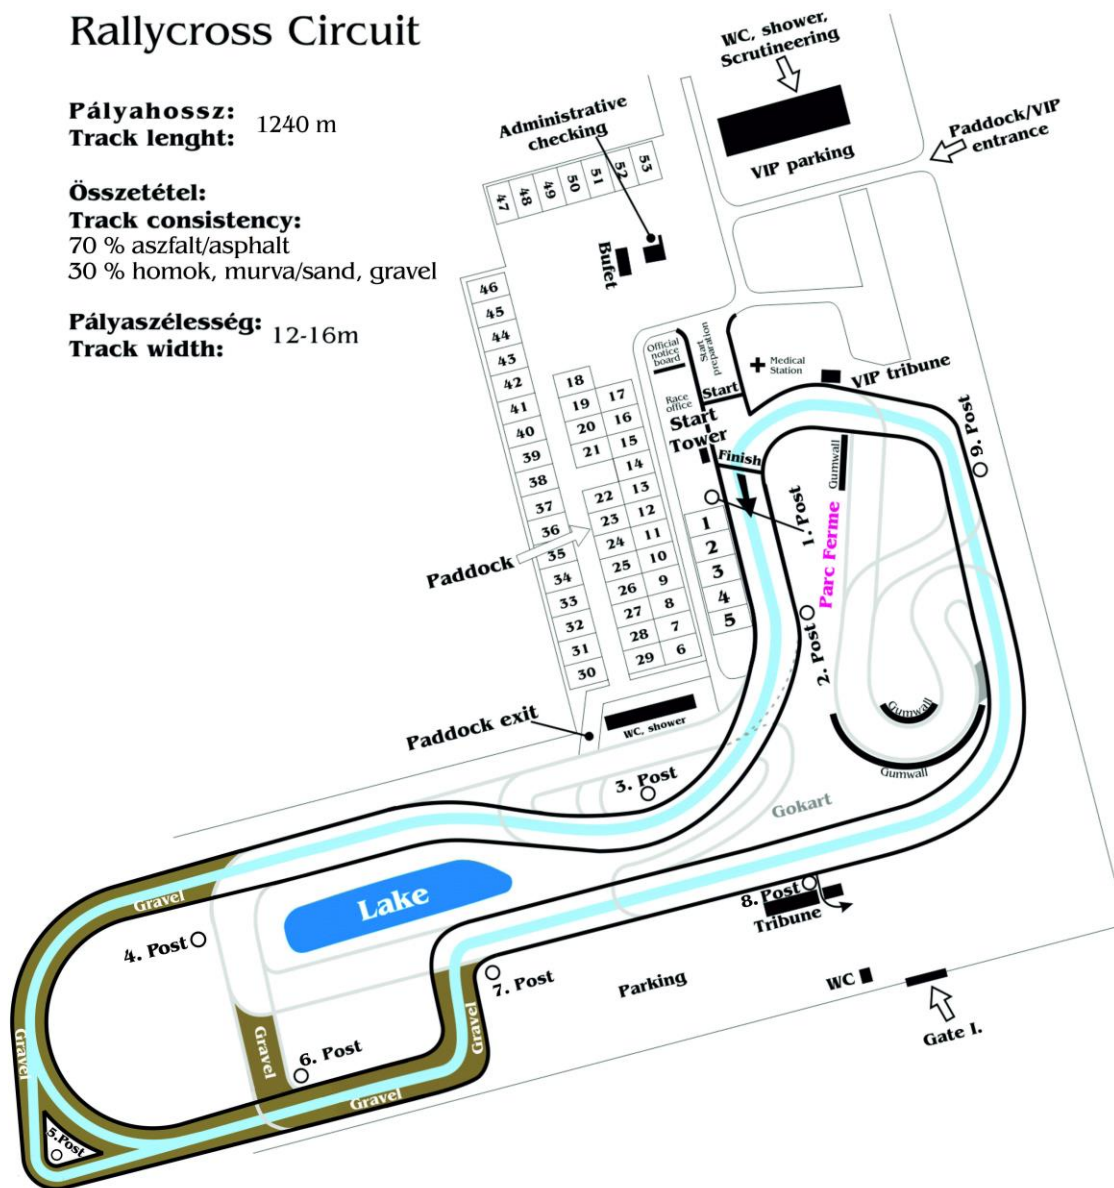 Rallycross Circuit
Pályahossz:
Track lenght:
1240 m
Összetétel:
Track consistency:
70 % aszfalt/asphalt
30 % homok, murva/sand, gravel
Pályaszélesség:
Track width:
12-16m
WC, shower,
Scrutineering
VIP parking
Paddock/VIP
entrance
Administrative
checking
47
48
49
50
51
52
53
Bufet
46
45
44
43
42
41
40
39
38
37
36
35
34
33
32
31
30
18
19
20
21
17
16
15
14
22
23
24
25
26
27
28
29
13
12
11
10
9
8
7
6
Official
notice
board
Start
preparation
Medical
Station
Race
office
Start
Start
Tower
Finish
VIP tribune
9. Post
Gumwall
1. Post
Parc Ferme
1
2
3
4
5
2. Post
Paddock
Paddock exit
WC, shower
Gumwall
Gumwall
3. Post
Gokart
Lake
Gravel
4. Post
8. Post
Tribune
7. Post
Parking
WC
Gate I.
Gravel
Gravel
Gravel
6. Post
Gravel
5.Post